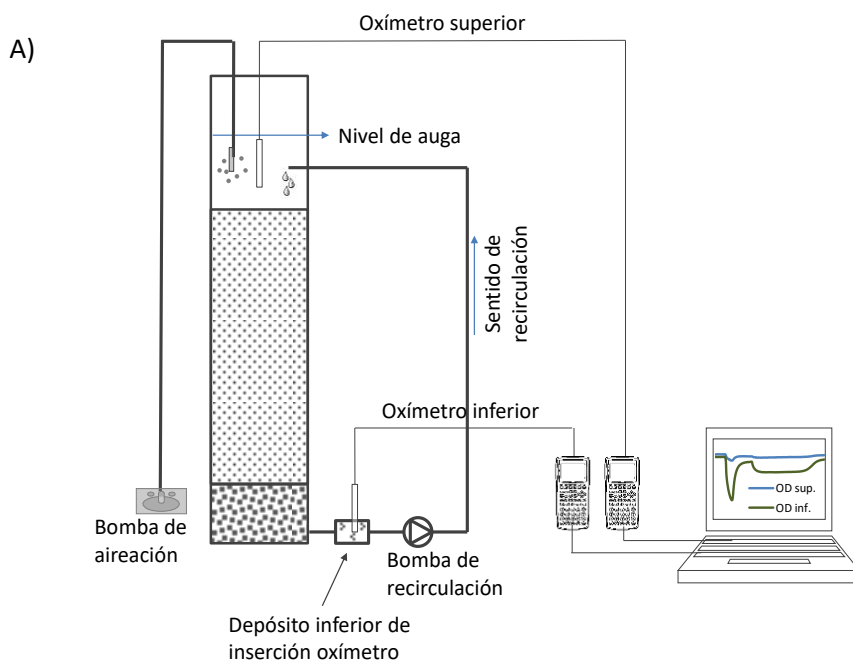 A)
Oxímetro superior
Nivel de auga
Sentido de
recirculación
Oxímetro inferior
OD sup.
OD inf.
Bomba de
aireación
Bomba de
recirculación
Depósito inferior de
inserción oxímetro